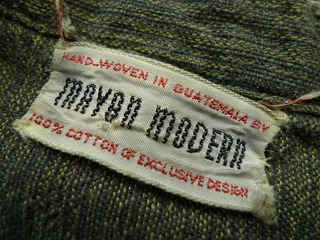 HAND-WOVEN IN GUATEMALA BY
MAYAN MODERN
100% COTTON OF EXCLUSIVE DESIGN